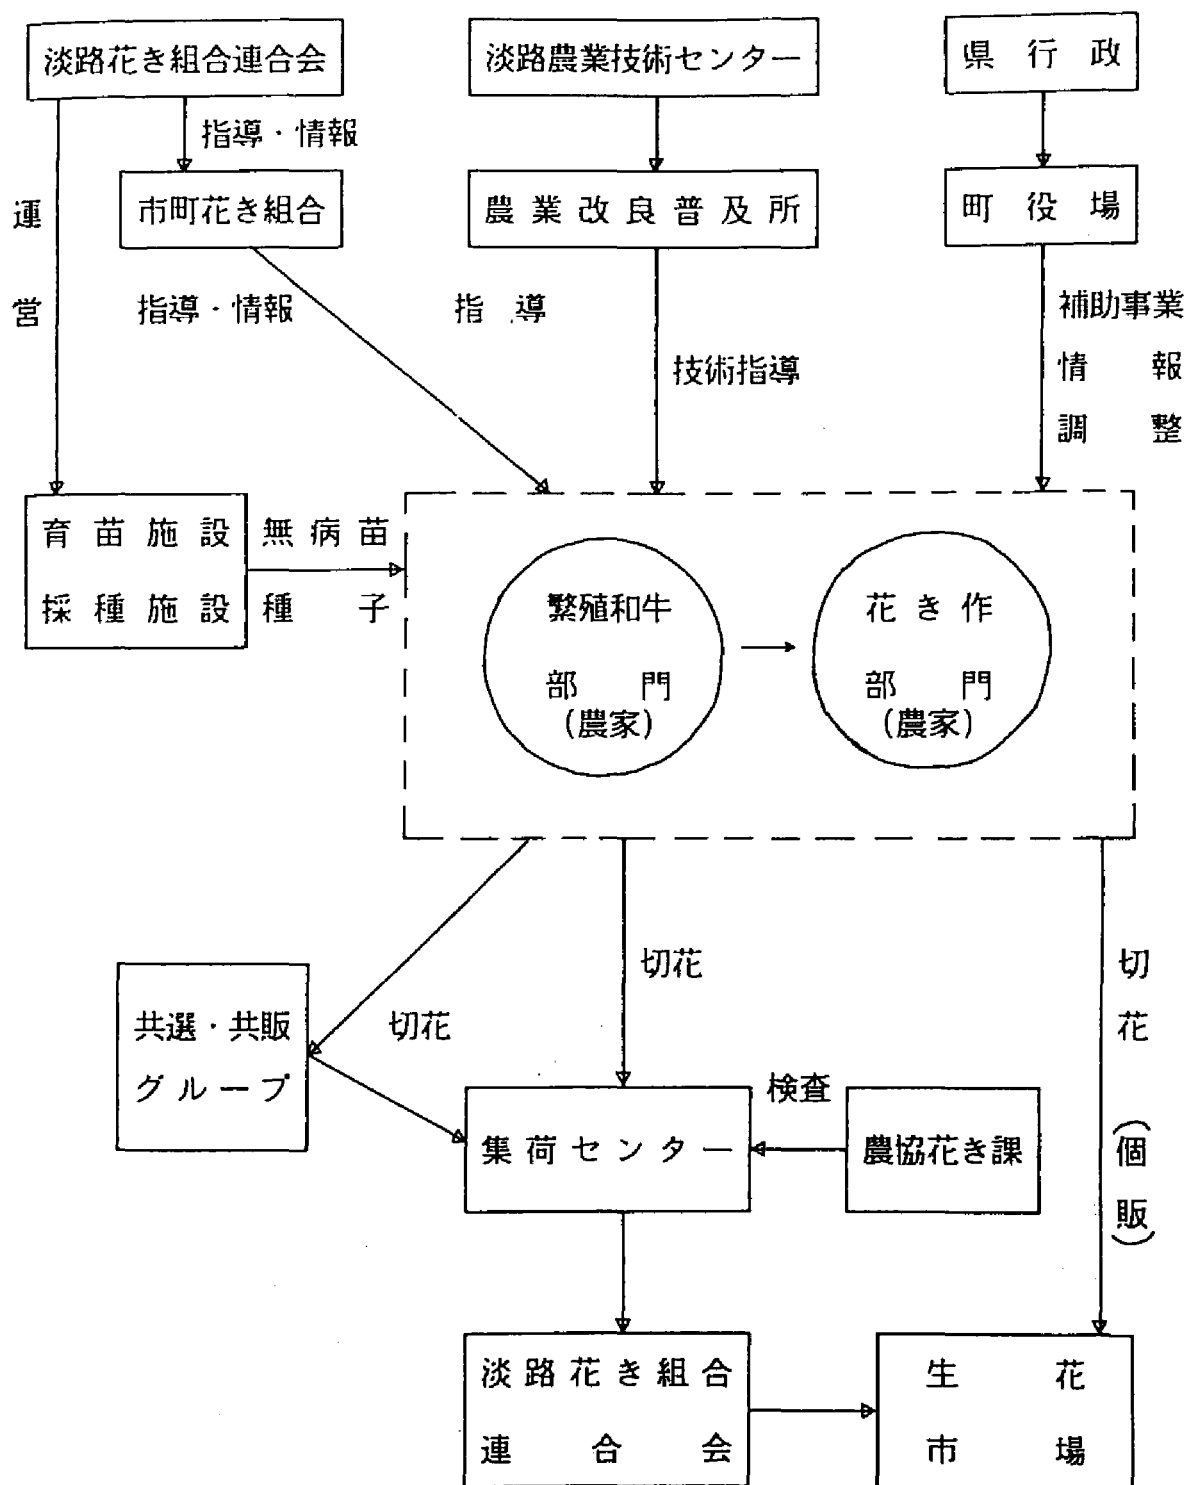 淡路花き組合連合会
淡路農業技術センター
県行政
指導・情報
運営
市町花き組合
農業改良普及所
町役場
指導・情報
指導
技術指導
補助事業
情報
調整
育苗施設
採種施設
無病苗
種子
繁殖和牛
部門
(農家)
花き作
部門
(農家)
共選・共販
グループ
切花
切花
切花(個販)
検査
集荷センター
農協花き課
淡路花き組合
連合会
生花
市場